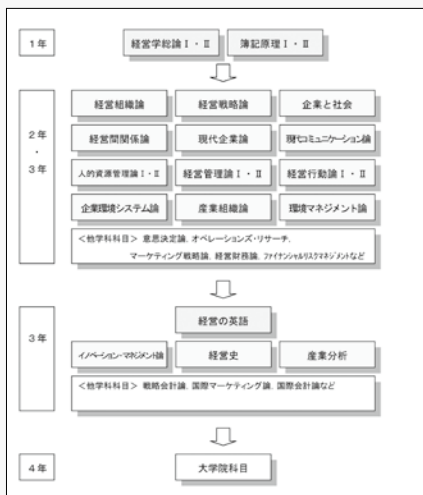 1年
経営学総論Ⅰ・Ⅱ 簿記原理Ⅰ・Ⅱ
2年・3年
経営組織論 経営戦略論 企業と社会
経営間関係論 現代企業論 現代コミュニケーション論
人的資源管理論Ⅰ・Ⅱ 経営管理論Ⅰ・Ⅱ 経営行動論Ⅰ・Ⅱ
企業環境システム論 産業組織論 環境マネジメント論
<他学科科目> 意思決定論, オペレーションズ・リサーチ,
マーケティング戦略論, 経営財務論, ファイナンシャルリスクマネジメントなど
3年
経営の英語
イノベーション・マネジメント論 経営史 産業分析
<他学科科目> 戦略会計論, 国際マーケティング論, 国際会計論など
4年
大学院科目